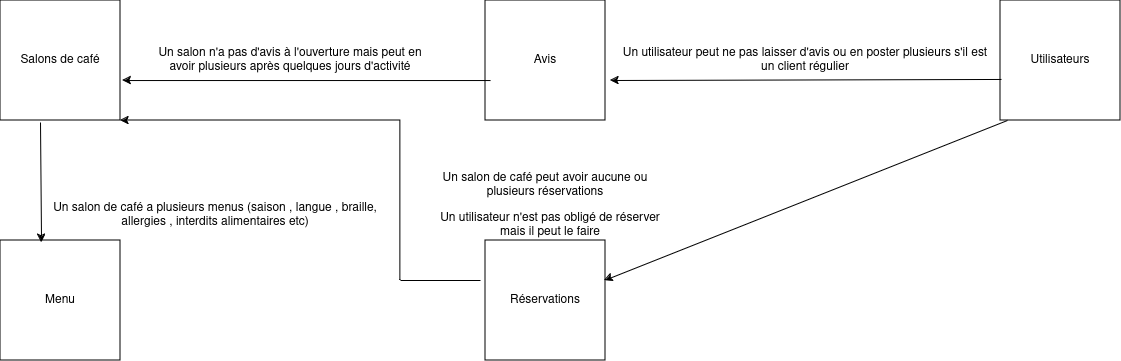 Salons de café
Un salon n'a pas d'avis à l'ouverture mais peut en
avoir plusieurs après quelques jours d'activité
Avis
Un utilisateur peut ne pas laisser d'avis ou en poster plusieurs s'il est
un client régulier
Utilisateurs
Un salon de café peut avoir aucune ou
plusieurs réservations
Un salon de café a plusieurs menus (saison , langue , braille,
allergies , interdits alimentaires etc)
Un utilisateur n'est pas obligé de réserver
mais il peut le faire
Menu
Réservations